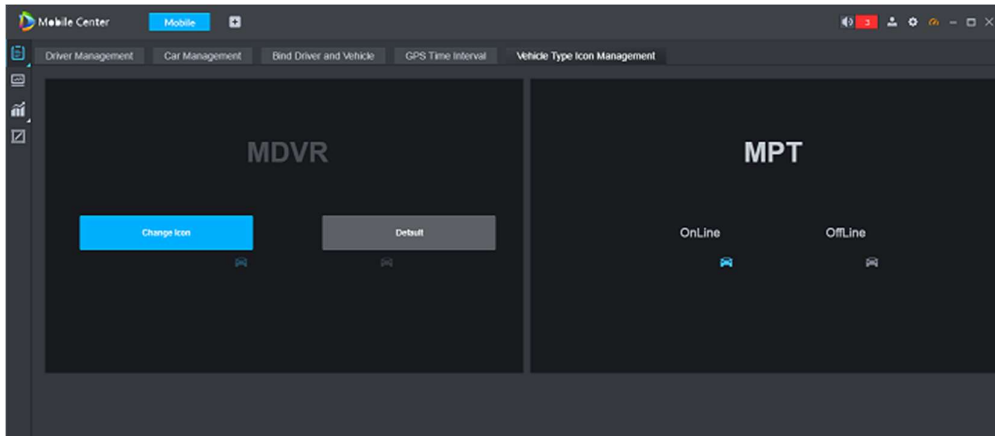 Mobile Center Mobile 3
Driver Management Car Management Bind Driver and Vehicle GPS Time Interval Vehicle Type Icon Management
MDVR
Change Icon Default
MPT
OnLine OffLine